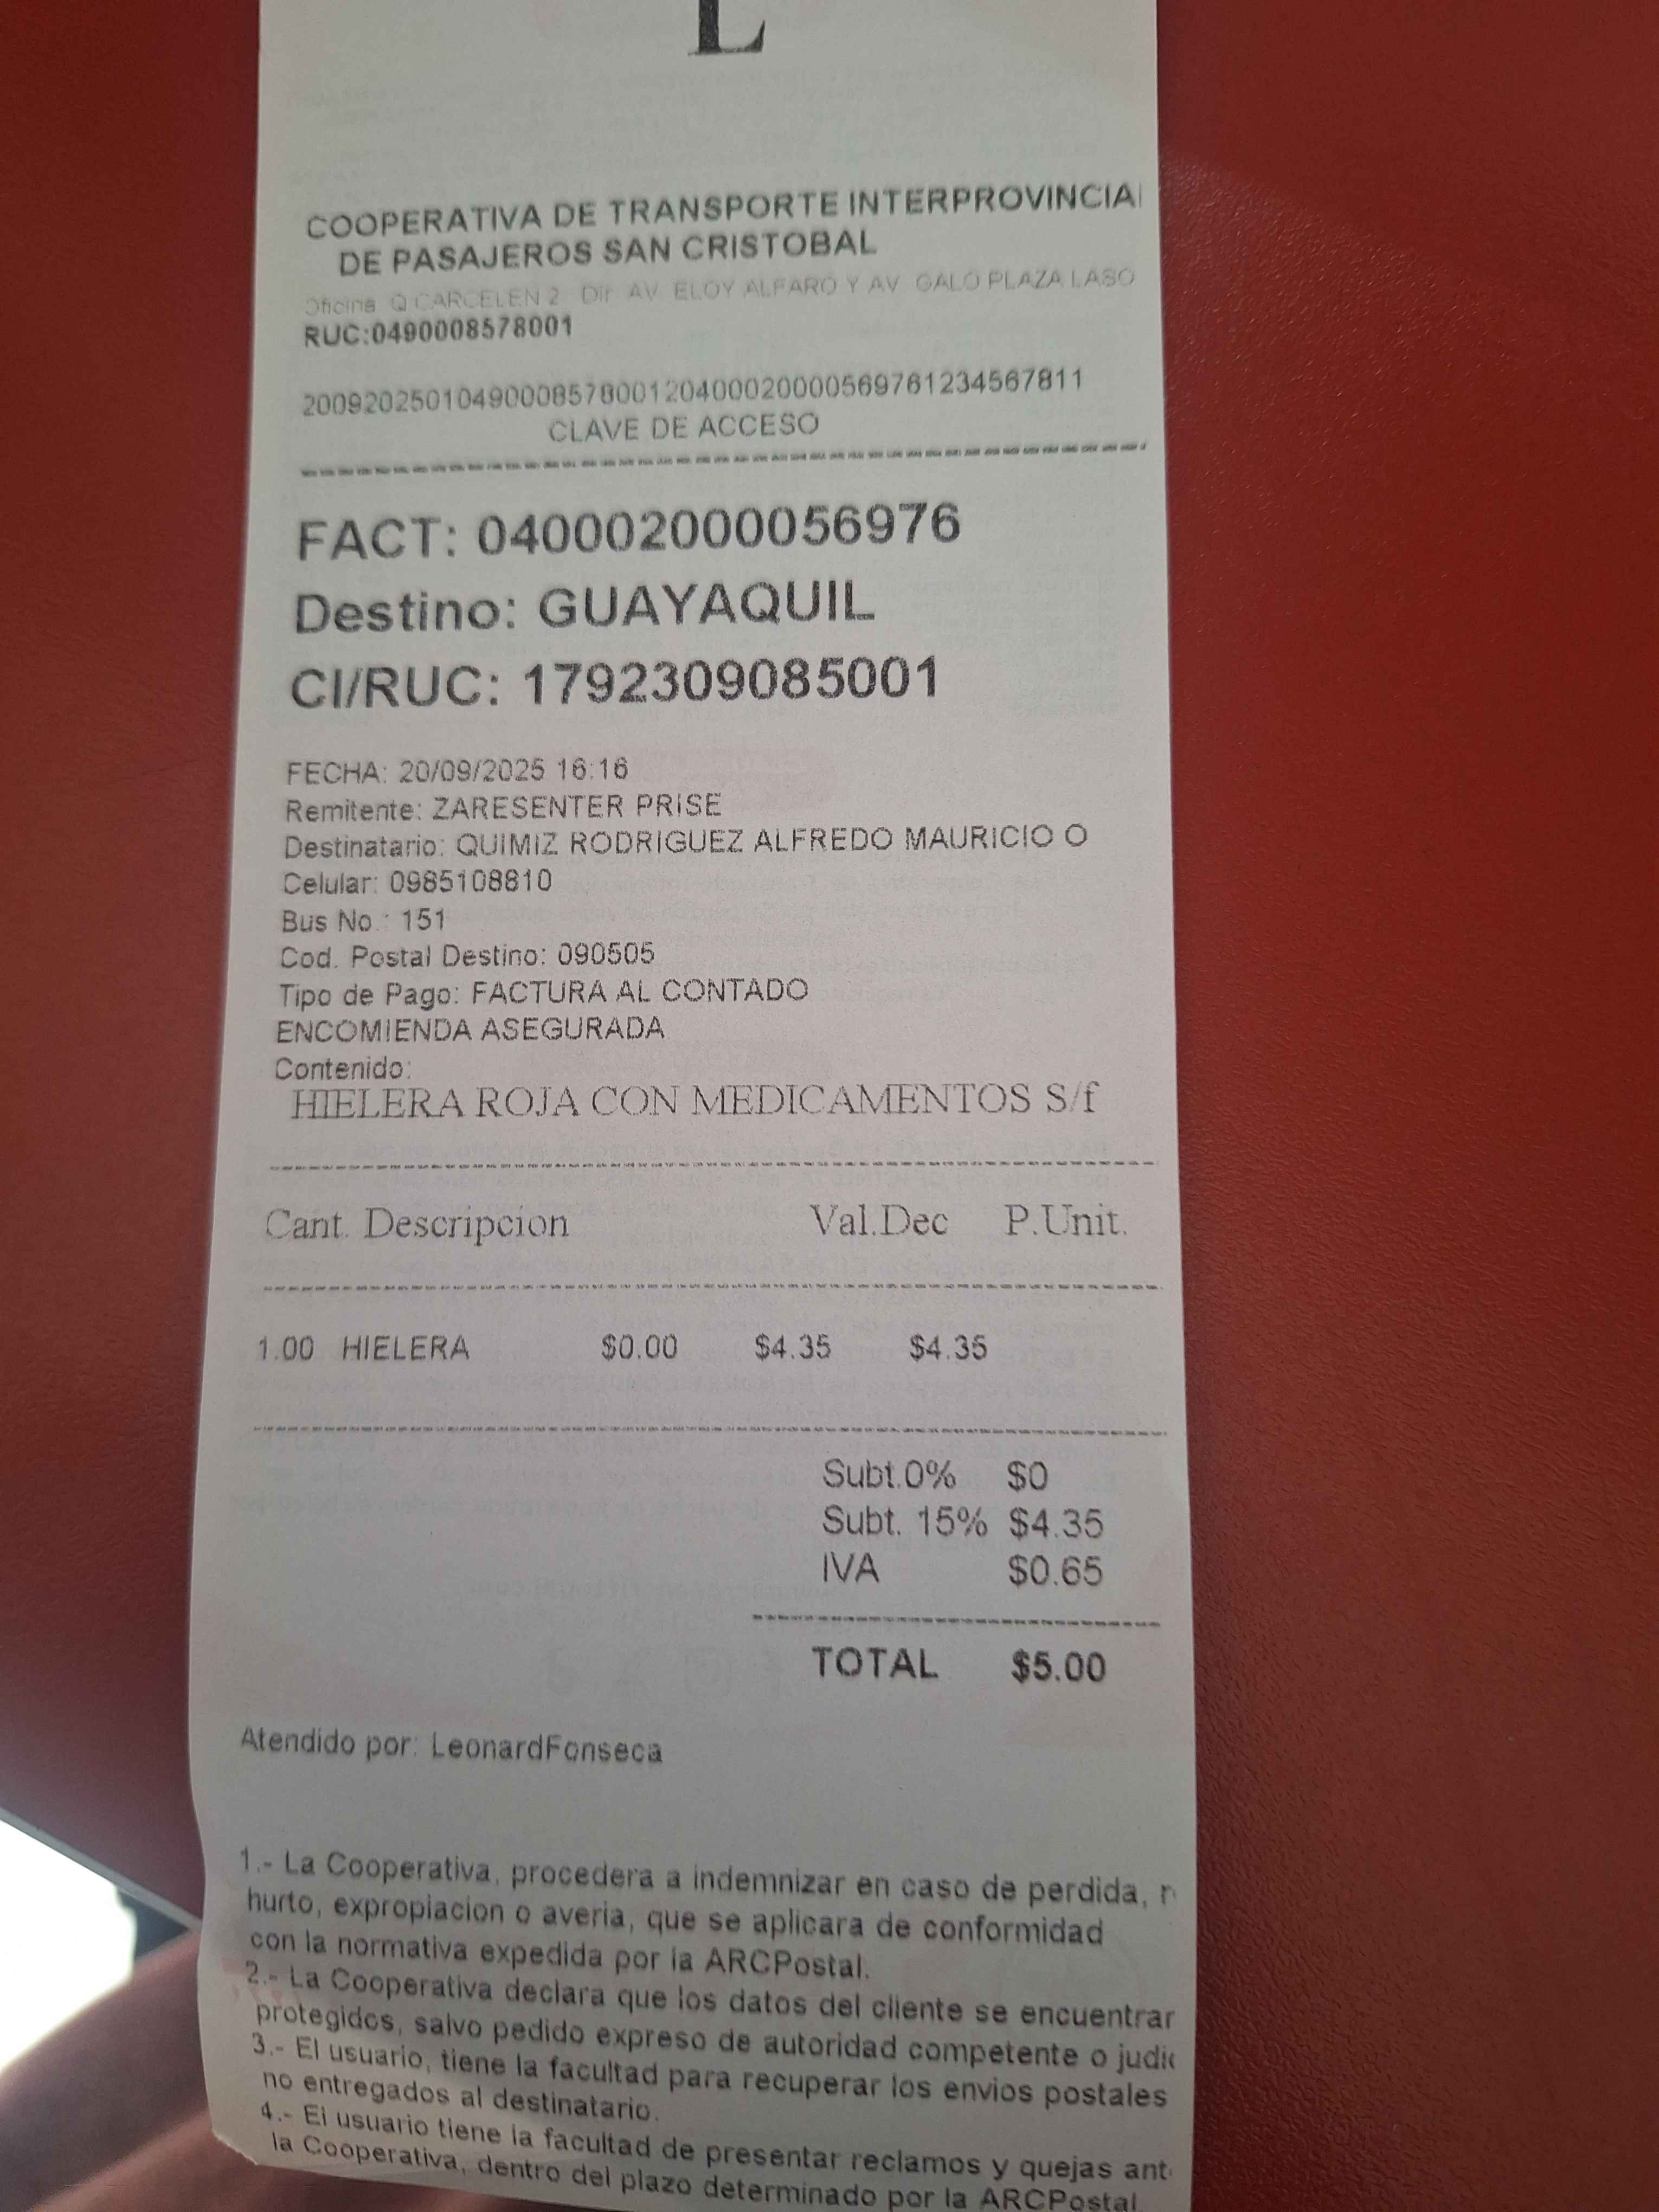 L
COOPERATIVA DE TRANSPORTE INTERPROVINCIAL
DE PASAJEROS SAN CRISTOBAL
Oficina Q CARCELEN 2 Dir AV ELOY ALFARO Y AV GALO PLAZA LASO
RUC:0490008578001
2009202501049000857800120400020000569761234567811
CLAVE DE ACCESO
FACT: 040002000056976
Destino: GUAYAQUIL
CI/RUC: 1792309085001
FECHA: 20/09/2025 16:16
Remitente: ZARESENTER PRISE
Destinatario: QUIMIZ RODRIGUEZ ALFREDO MAURICIO O
Celular: 0985108810
Bus No.: 151
Cod. Postal Destino: 090505
Tipo de Pago: FACTURA AL CONTADO
ENCOMIENDA ASEGURADA
Contenido:
HIELERA ROJA CON MEDICAMENTOS S/f
Cant. Descripcion Val.Dec P.Unit.
1.00 HIELERA $0.00 $4.35 $4.35
Subt.0% $0
Subt. 15% $4.35
IVA $0.65
TOTAL $5.00
Atendido por: LeonardFonseca
1.- La Cooperativa, procedera a indemnizar en caso de perdida,
hurto, expropiacion o averia, que se aplicara de conformidad
con la normativa expedida por la ARCPostal.
2.- La Cooperativa declara que los datos del cliente se encuentrar
protegidos, salvo pedido expreso de autoridad competente o judic
3.- El usuario, tiene la facultad para recuperar los envios postales
no entregados al destinatario.
4.- El usuario tiene la facultad de presentar reclamos y quejas ant
la Cooperativa, dentro del plazo determinado por la ARCPostal